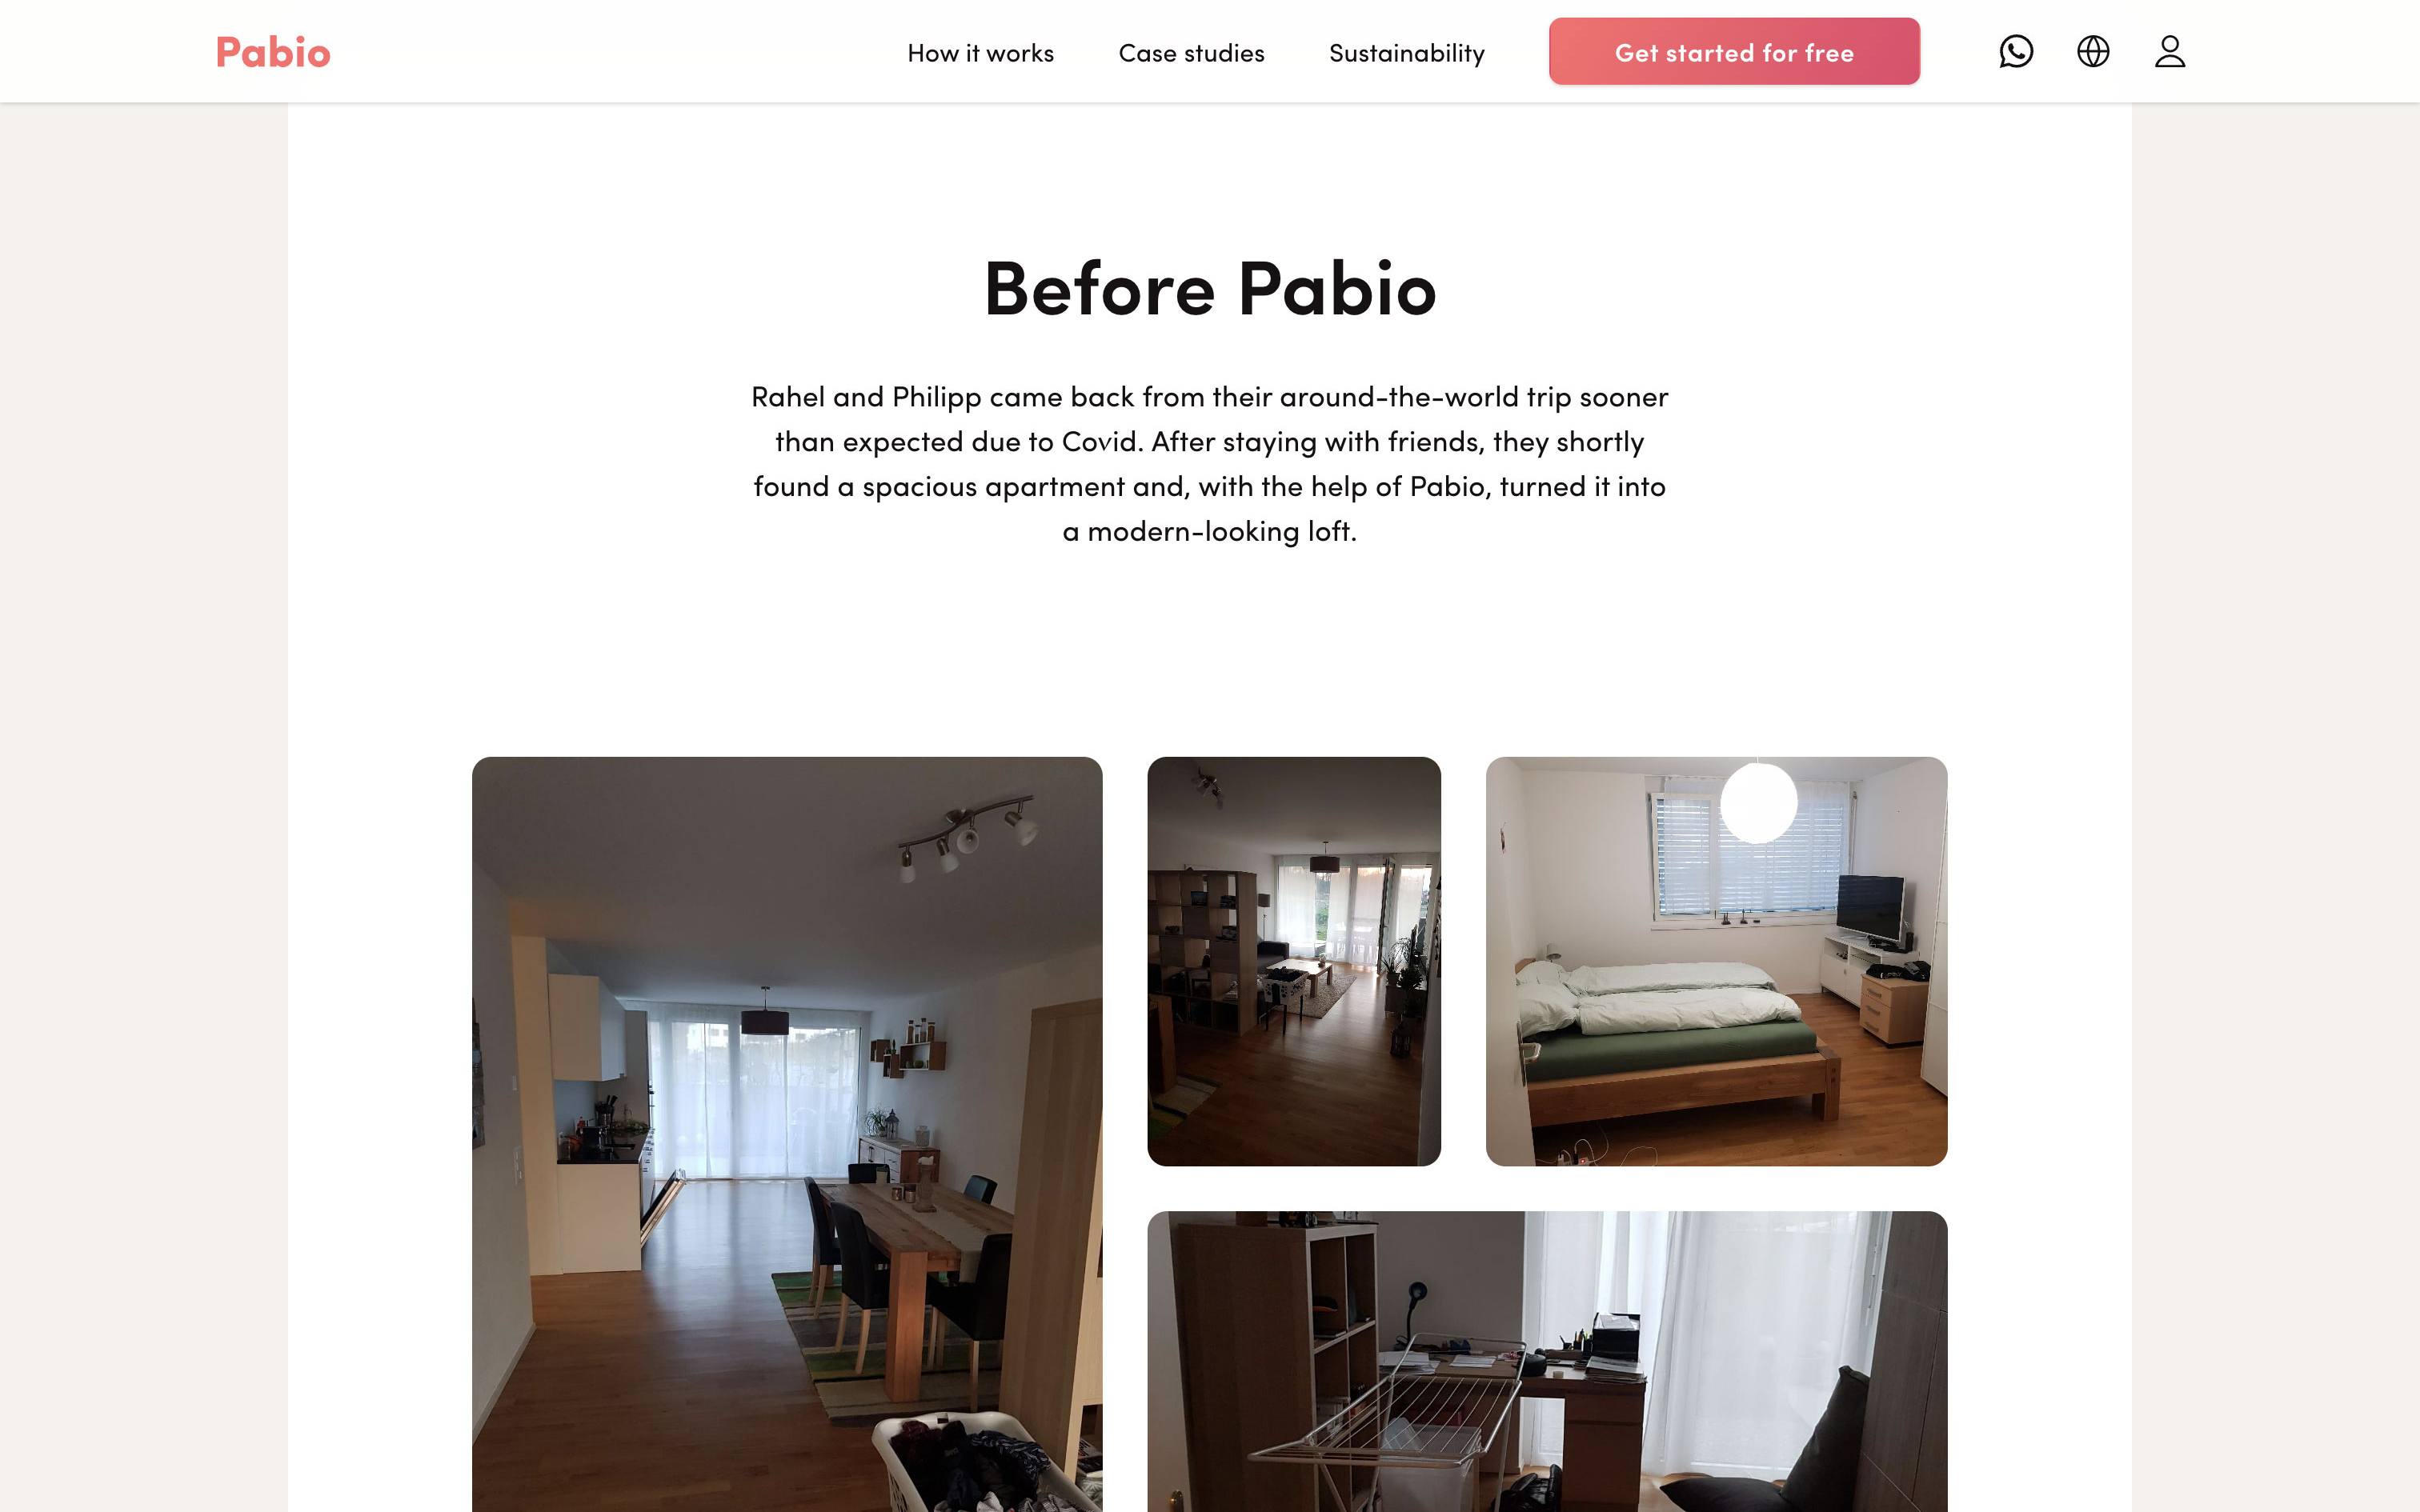 Pabio
How it works
Case studies
Sustainability
Get started for free
Before Pabio
Rahel and Philipp came back from their around-the-world trip sooner
than expected due to Covid. After staying with friends, they shortly
found a spacious apartment and, with the help of Pabio, turned it into
a modern-looking loft.